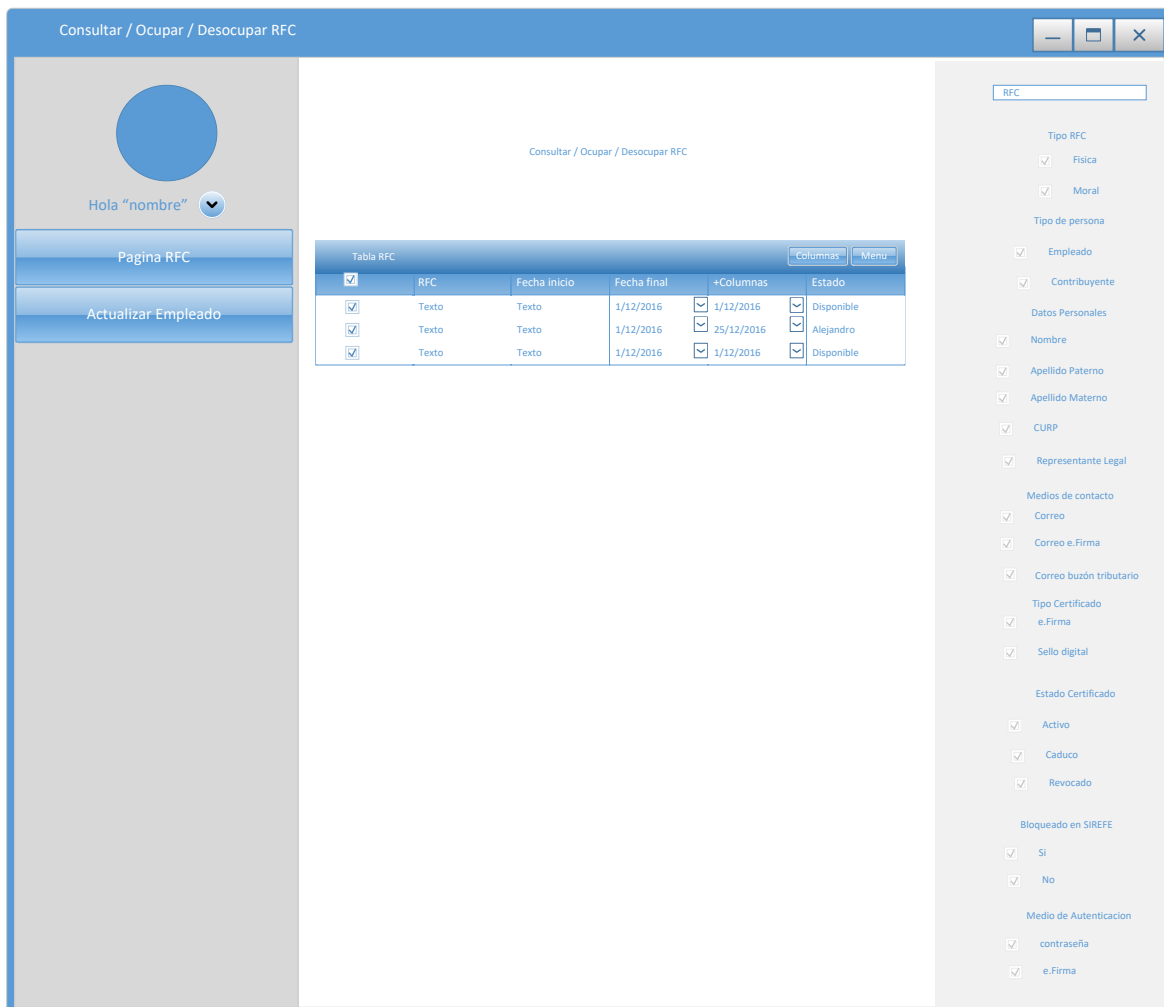 Consultar / Ocupar / Desocupar RFC
Hola “nombre”
Pagina RFC
Actualizar Empleado
Consultar / Ocupar / Desocupar RFC
Tabla RFC Columnas Menu
RFC Fecha inicio Fecha final +Columnas Estado
Texto Texto 1/12/2016 1/12/2016 Disponible
Texto Texto 1/12/2016 25/12/2016 Alejandro
Texto Texto 1/12/2016 1/12/2016 Disponible
RFC
Tipo RFC
Fisica
Moral
Tipo de persona
Empleado
Contribuyente
Datos Personales
Nombre
Apellido Paterno
Apellido Materno
CURP
Representante Legal
Medios de contacto
Correo
Correo e.Firma
Correo buzón tributario
Tipo Certificado
e.Firma
Sello digital
Estado Certificado
Activo
Caduco
Revocado
Bloqueado en SIREFE
Si
No
Medio de Autenticacion
contraseña
e.Firma